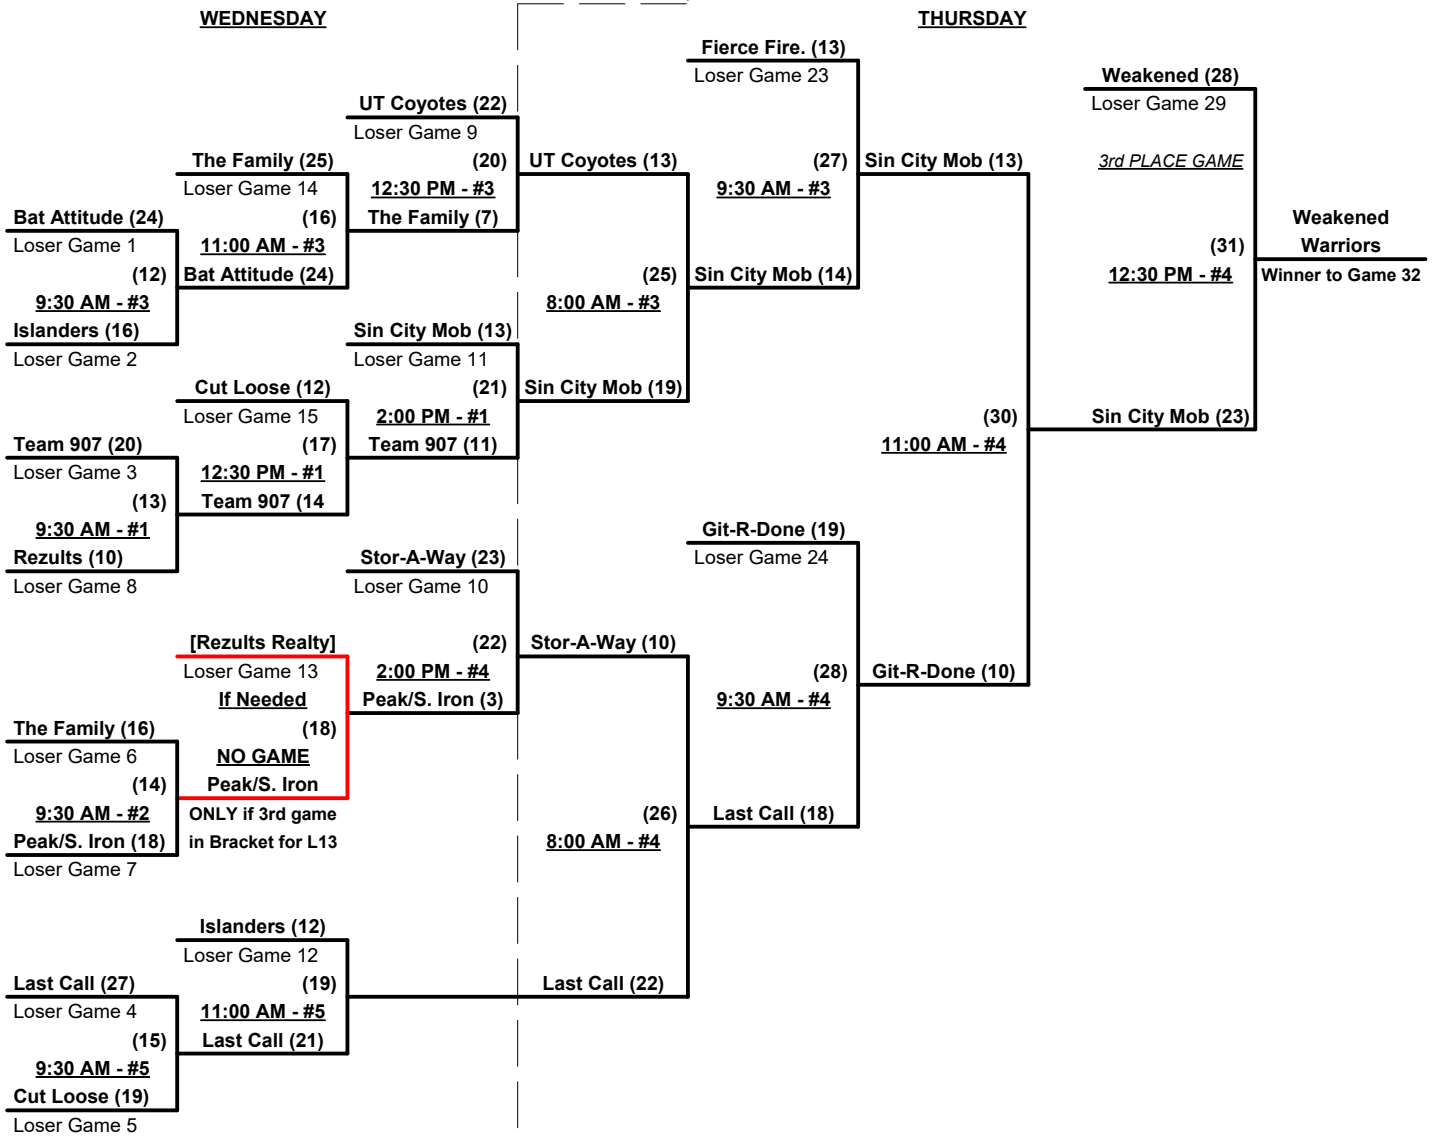 WEDNESDAY
THURSDAY
Fierce Fire. (13)
Loser Game 23
Weakened (28)
Loser Game 29
UT Coyotes (22)
Loser Game 9
The Family (25)
(20)
UT Coyotes (13)
(27)
Sin City Mob (13)
3rd PLACE GAME
Loser Game 14
12:30 PM - #3
9:30 AM - #3
Bat Attitude (24)
(16)
The Family (7)
Weakened
Loser Game 1
11:00 AM - #3
(31)
Warriors
(12)
Bat Attitude (24)
(25)
Sin City Mob (14)
12:30 PM - #4
Winner to Game 32
9:30 AM - #3
8:00 AM - #3
Islanders (16)
Sin City Mob (13)
Loser Game 2
Loser Game 11
Cut Loose (12)
(21)
Sin City Mob (19)
Loser Game 15
2:00 PM - #1
(30)
Sin City Mob (23)
Team 907 (20)
(17)
Team 907 (11)
11:00 AM - #4
Loser Game 3
12:30 PM - #1
(13)
Team 907 (14
9:30 AM - #1
Git-R-Done (19)
Rezults (10)
Stor-A-Way (23)
Loser Game 24
Loser Game 8
Loser Game 10
[Rezults Realty]
(22)
Stor-A-Way (10)
Loser Game 13
2:00 PM - #4
(28)
Git-R-Done (10)
If Needed
Peak/S. Iron (3)
9:30 AM - #4
The Family (16)
(18)
Loser Game 6
NO GAME
(14)
Peak/S. Iron
9:30 AM - #2
ONLY if 3rd game
(26)
Last Call (18)
Peak/S. Iron (18)
in Bracket for L13
8:00 AM - #4
Loser Game 7
Islanders (12)
Loser Game 12
Last Call (27)
(19)
Last Call (22)
Loser Game 4
11:00 AM - #5
(15)
Last Call (21)
9:30 AM - #5
Cut Loose (19)
Loser Game 5